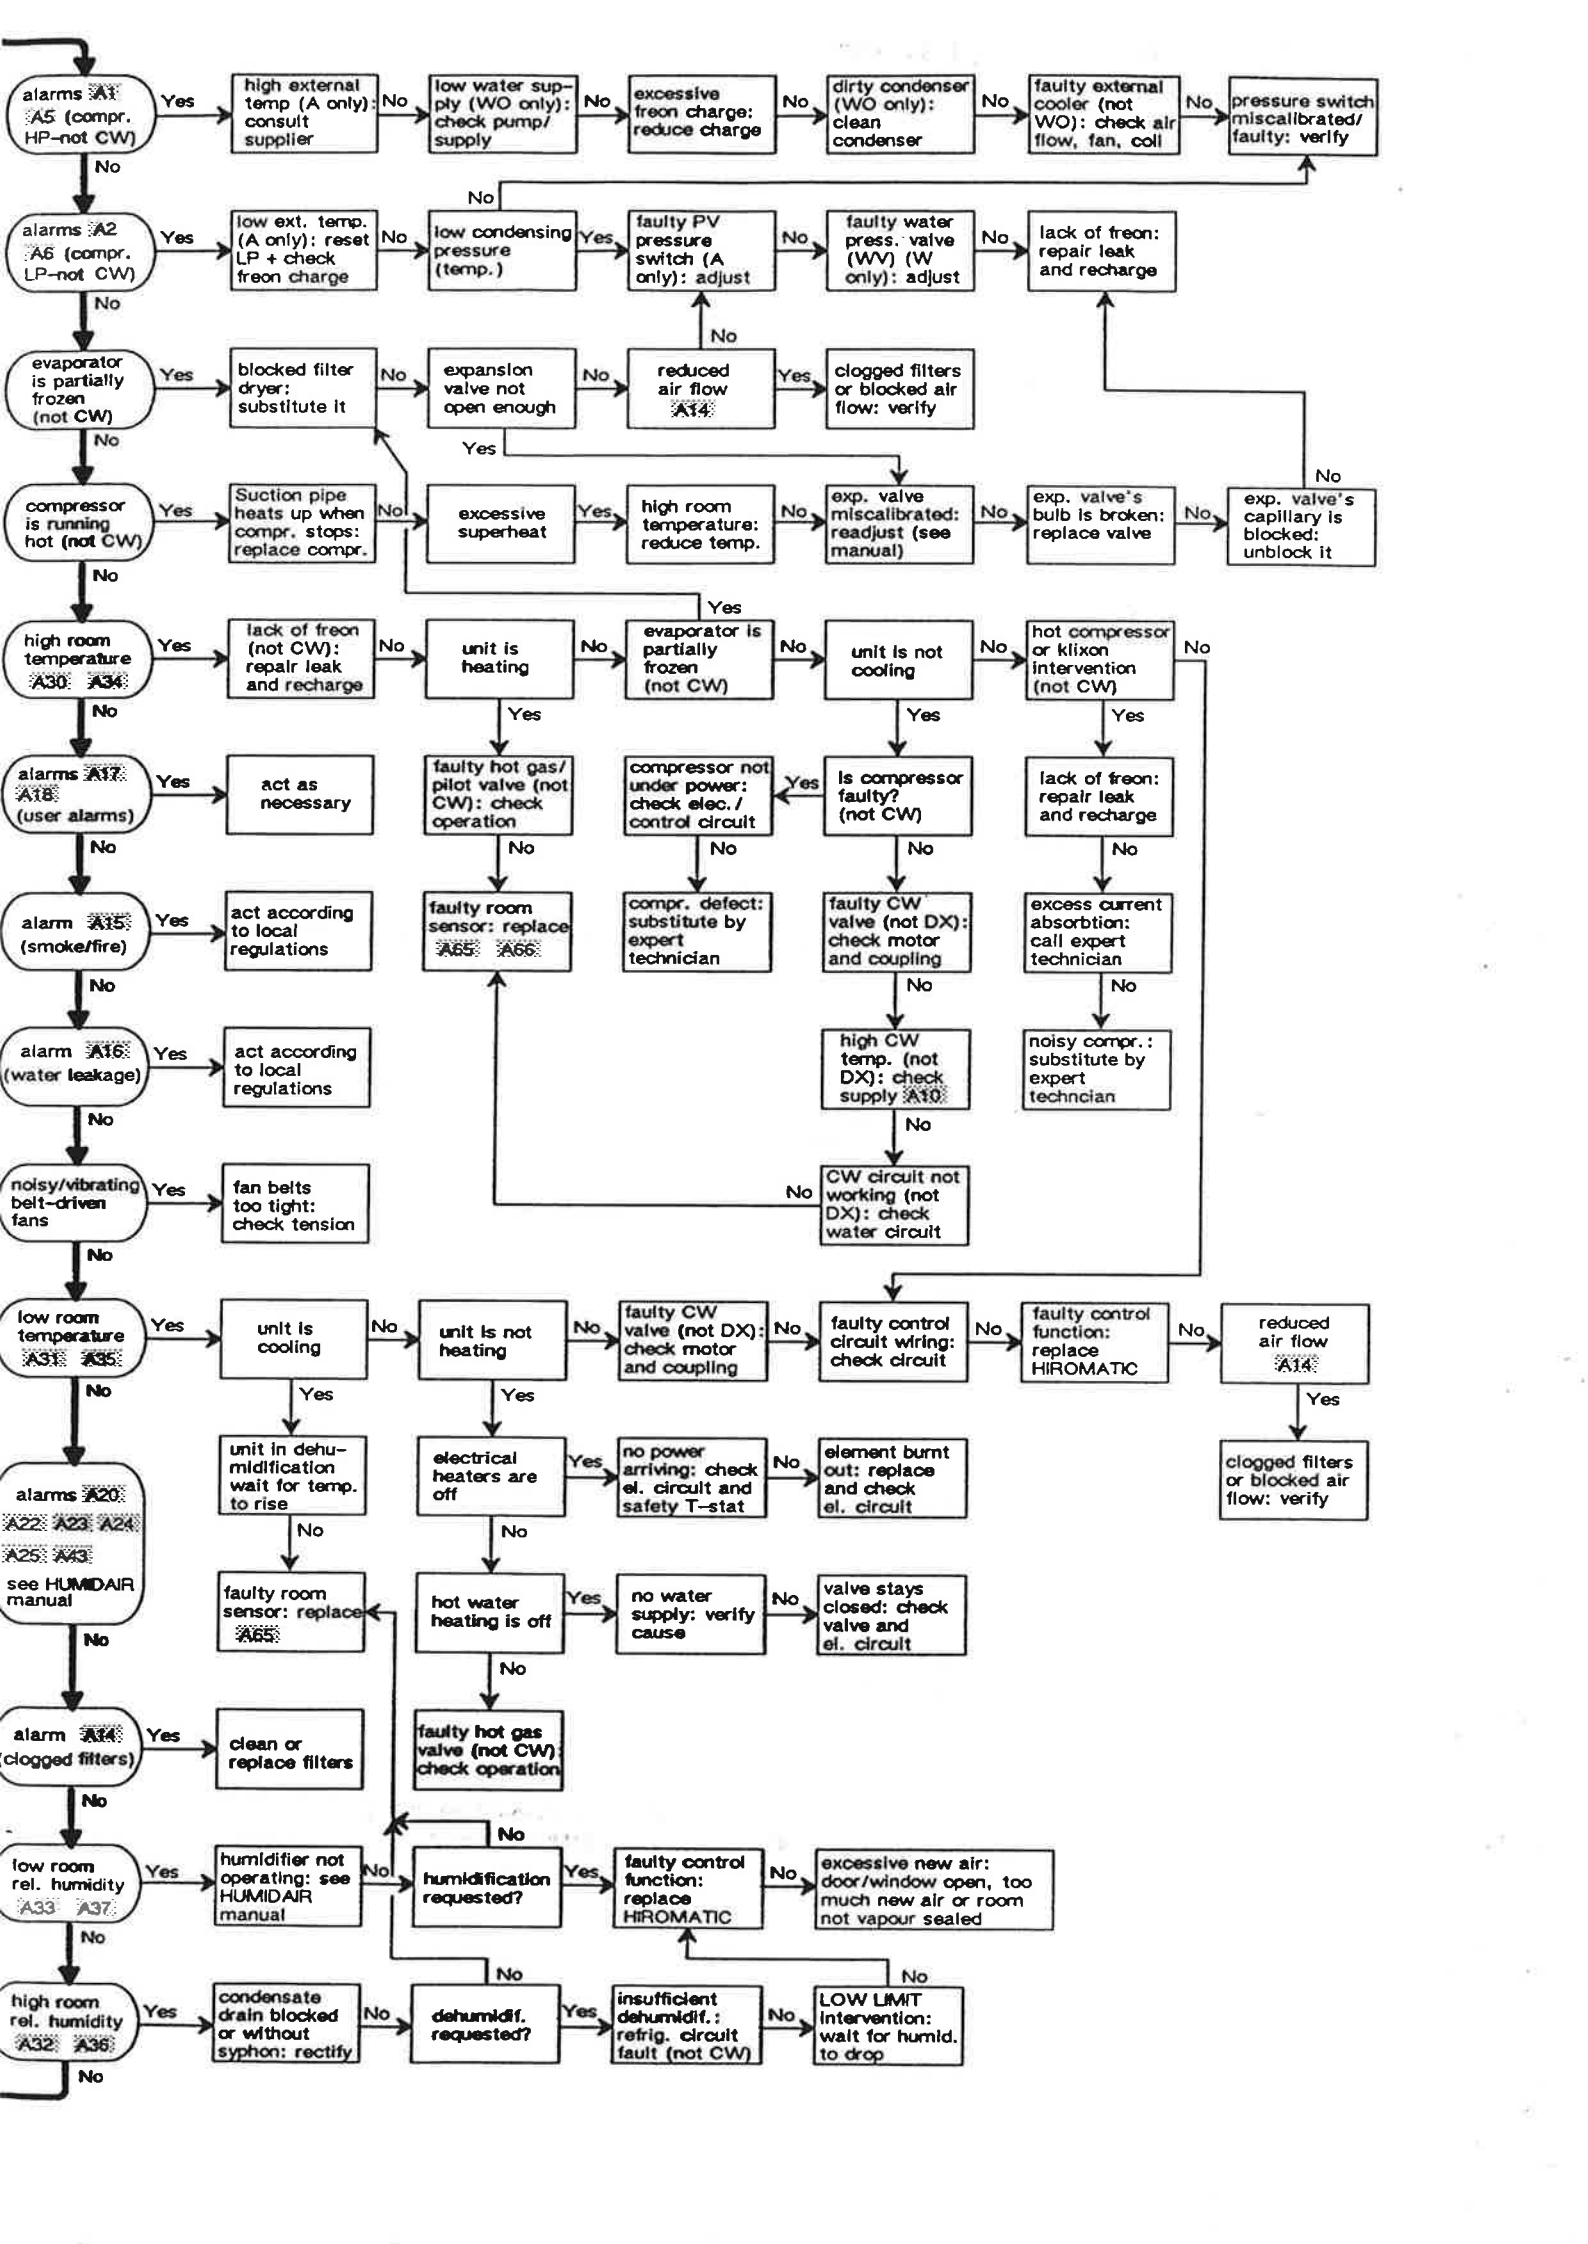 alarms A1
A5 (compr.
HP-not CW)
Yes
high external
temp (A only):
consult
supplier
No
low water sup-
ply (WO only):
check pump/
supply
No
excessive
freon charge:
reduce charge
No
dirty condenser
(WO only):
clean
condenser
No
faulty external
cooler (not
WO): check air
flow, fan, coil
No
pressure switch
miscalibrated/
faulty: verify
No
No
alarms A2
A6 (compr.
LP-not CW)
Yes
low ext. temp.
(A only): reset
LP + check
freon charge
No
low condensing
pressure
(temp.)
Yes
faulty PV
pressure
switch (A
only): adjust
No
faulty water
press. valve
(WV) (W
only): adjust
No
lack of freon:
repair leak
and recharge
No
No
evaporator
is partially
frozen
(not CW)
Yes
blocked filter
dryer:
substitute it
No
expansion
valve not
open enough
No
reduced
air flow
A14
Yes
clogged filters
or blocked air
flow: verify
No
Yes
No
compressor
is running
hot (not CW)
Yes
Suction pipe
heats up when
compr. stops:
replace compr.
No
excessive
superheat
Yes
high room
temperature:
reduce temp.
No
exp. valve
miscalibrated:
readjust (see
manual)
No
exp. valve's
bulb is broken:
replace valve
No
exp. valve's
capillary is
blocked:
unblock it
No
Yes
high room
temperature
A30 A34
Yes
lack of freon
(not CW):
repair leak
and recharge
No
unit is
heating
No
evaporator is
partially
frozen
(not CW)
No
unit is not
cooling
No
hot compressor
or klixon
intervention
(not CW)
No
No
Yes
Yes
Yes
alarms A17
A18
(user alarms)
Yes
act as
necessary
faulty hot gas/
pilot valve (not
CW): check
operation
compressor not
under power:
check elec./
control circuit
Yes
Is compressor
faulty?
(not CW)
lack of freon:
repair leak
and recharge
No
No
No
No
No
alarm A15
(smoke/fire)
Yes
act according
to local
regulations
faulty room
sensor: replace
A65 A66
compr. defect:
substitute by
expert
technician
faulty CW
valve (not DX):
check motor
and coupling
excess current
absorbtion:
call expert
technician
No
No
No
alarm A16
(water leakage)
Yes
act according
to local
regulations
high CW
temp. (not
DX): check
supply A10
noisy compr.:
substitute by
expert
techncian
No
No
noisy/vibrating
belt-driven
fans
Yes
fan belts
too tight:
check tension
No
CW circuit not
working (not
DX): check
water circuit
No
low room
temperature
A31 A35
Yes
unit is
cooling
No
unit is not
heating
No
faulty CW
valve (not DX):
check motor
and coupling
No
faulty control
circuit wiring:
check circuit
No
faulty control
function:
replace
HIROMATIC
No
reduced
air flow
A14
No
Yes
Yes
Yes
alarms A20
A22 A23 A24
A25 A43
see HUMIDAIR
manual
unit in dehu-
midification
wait for temp.
to rise
electrical
heaters are
off
Yes
no power
arriving: check
el. circuit and
safety T-stat
No
element burnt
out: replace
and check
el. circuit
clogged filters
or blocked air
flow: verify
No
No
faulty room
sensor: replace
A65
hot water
heating is off
Yes
no water
supply: verify
cause
No
valve stays
closed: check
valve and
el. circuit
No
No
alarm A14
(clogged filters)
Yes
clean or
replace filters
faulty hot gas
valve (not CW):
check operation
No
No
low room
rel. humidity
A33 A37
Yes
humidifier not
operating: see
HUMIDAIR
manual
No
humidification
requested?
Yes
faulty control
function:
replace
HIROMATIC
No
excessive new air:
door/window open, too
much new air or room
not vapour sealed
No
No
No
high room
rel. humidity
A32 A36
Yes
condensate
drain blocked
or without
syphon: rectify
No
dehumidif.
requested?
Yes
insufficient
dehumidif.:
refrig. circuit
fault (not CW)
No
LOW LIMIT
intervention:
wait for humid.
to drop
No